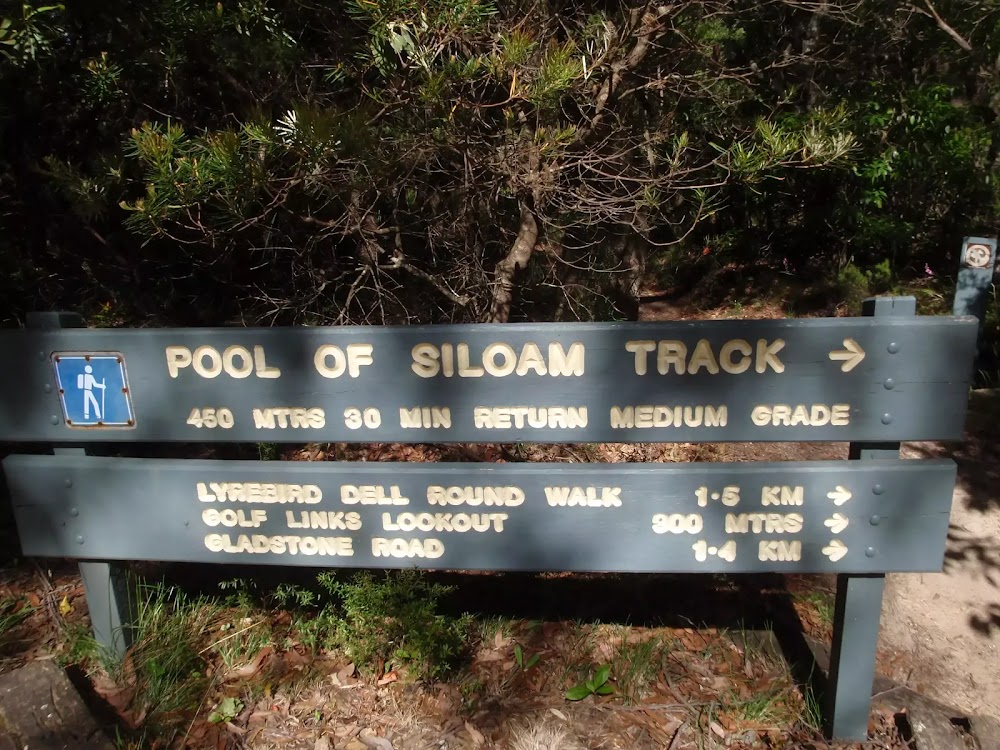 POOL OF SILOAM TRACK →
450 MTRS 30 MIN RETURN MEDIUM GRADE
LYREBIRD DELL ROUND WALK 1·5 KM →
GOLF LINKS LOOKOUT 900 MTRS →
GLADSTONE ROAD 1·4 KM →